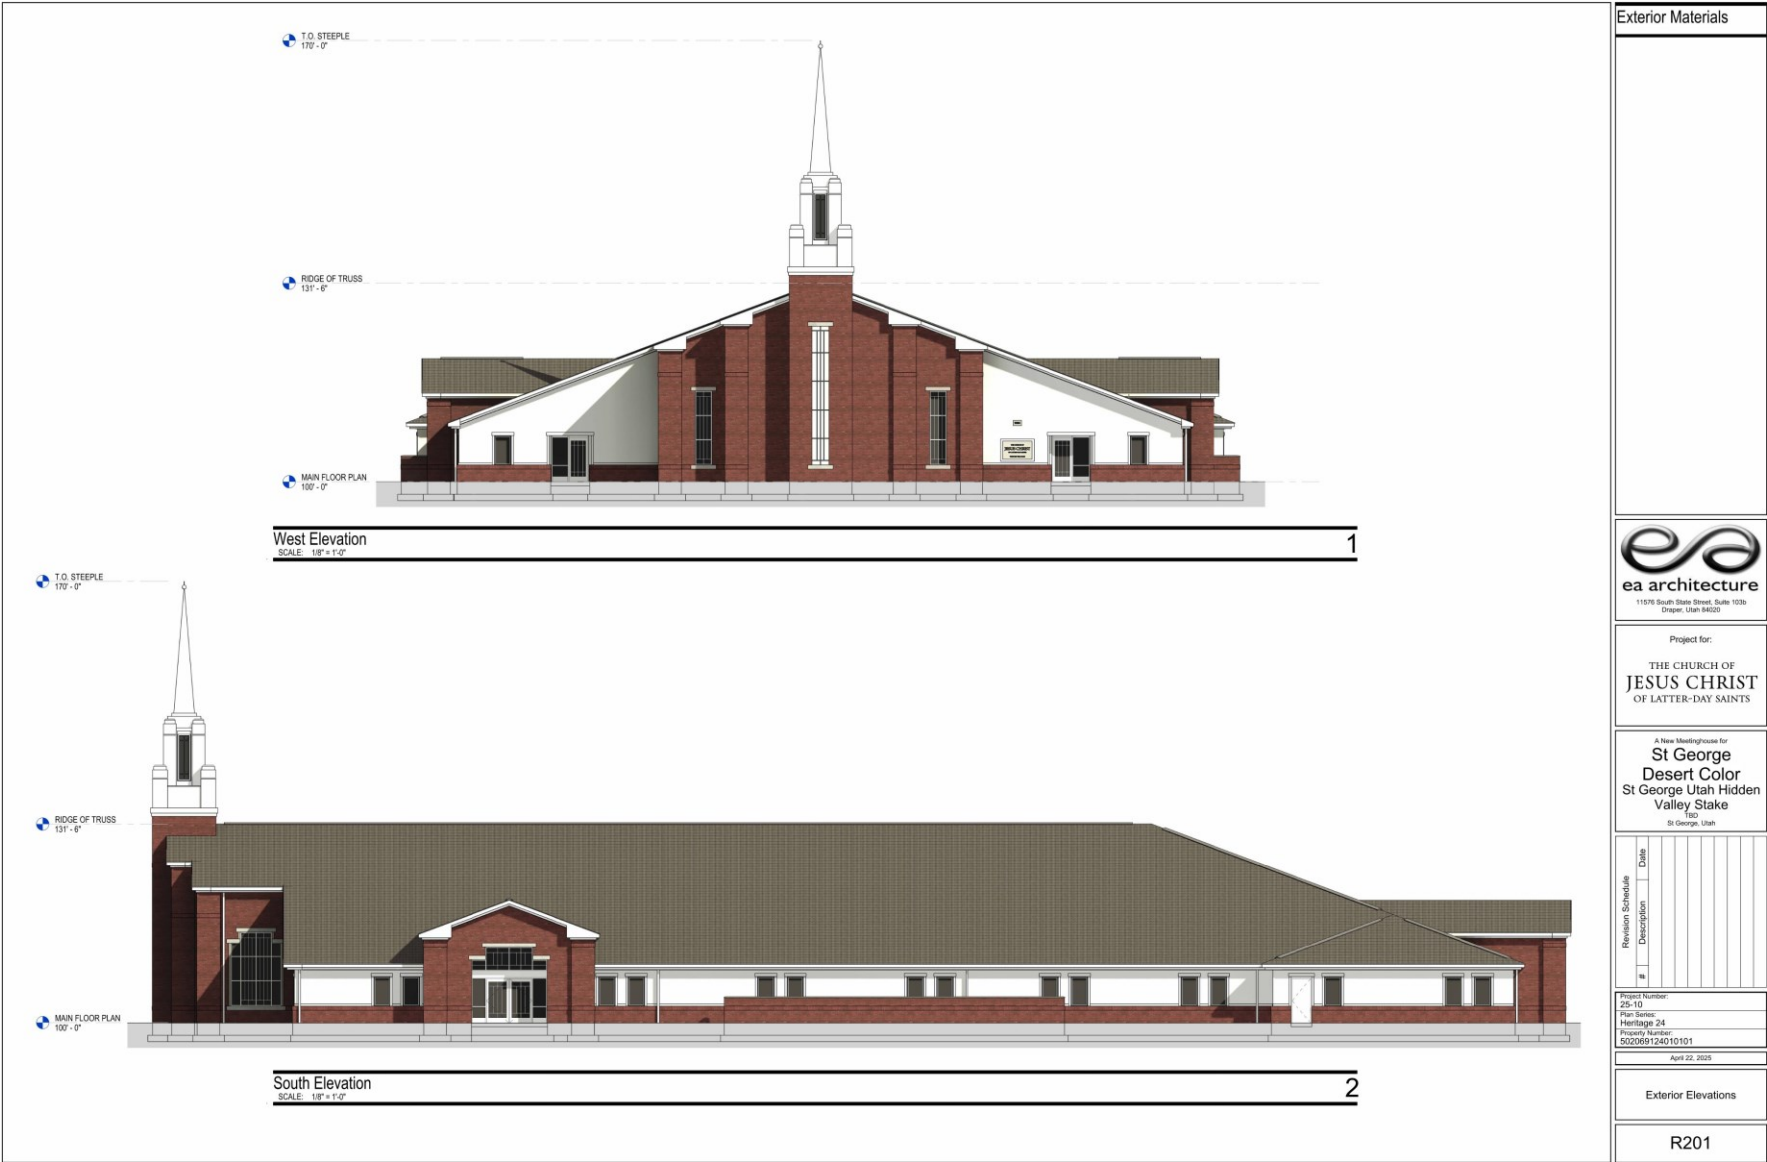 T.O. STEEPLE
170' - 0"
RIDGE OF TRUSS
131' - 6"
MAIN FLOOR PLAN
100' - 0"
West Elevation
SCALE: 1/8" = 1'-0"
1
T.O. STEEPLE
170' - 0"
RIDGE OF TRUSS
131' - 6"
MAIN FLOOR PLAN
100' - 0"
South Elevation
SCALE: 1/8" = 1'-0"
2
Exterior Materials
ea architecture
11576 South State Street, Suite 103b
Draper, Utah 84020
Project for:
THE CHURCH OF
JESUS CHRIST
OF LATTER-DAY SAINTS
A New Meetinghouse for
St George
Desert Color
St George Utah Hidden
Valley Stake
TBD
St George, Utah
Revision Schedule
# Description Date
Project Number:
25-10
Plan Series:
Heritage 24
Property Number:
502069124010101
April 22, 2025
Exterior Elevations
R201
JESUS CHRIST